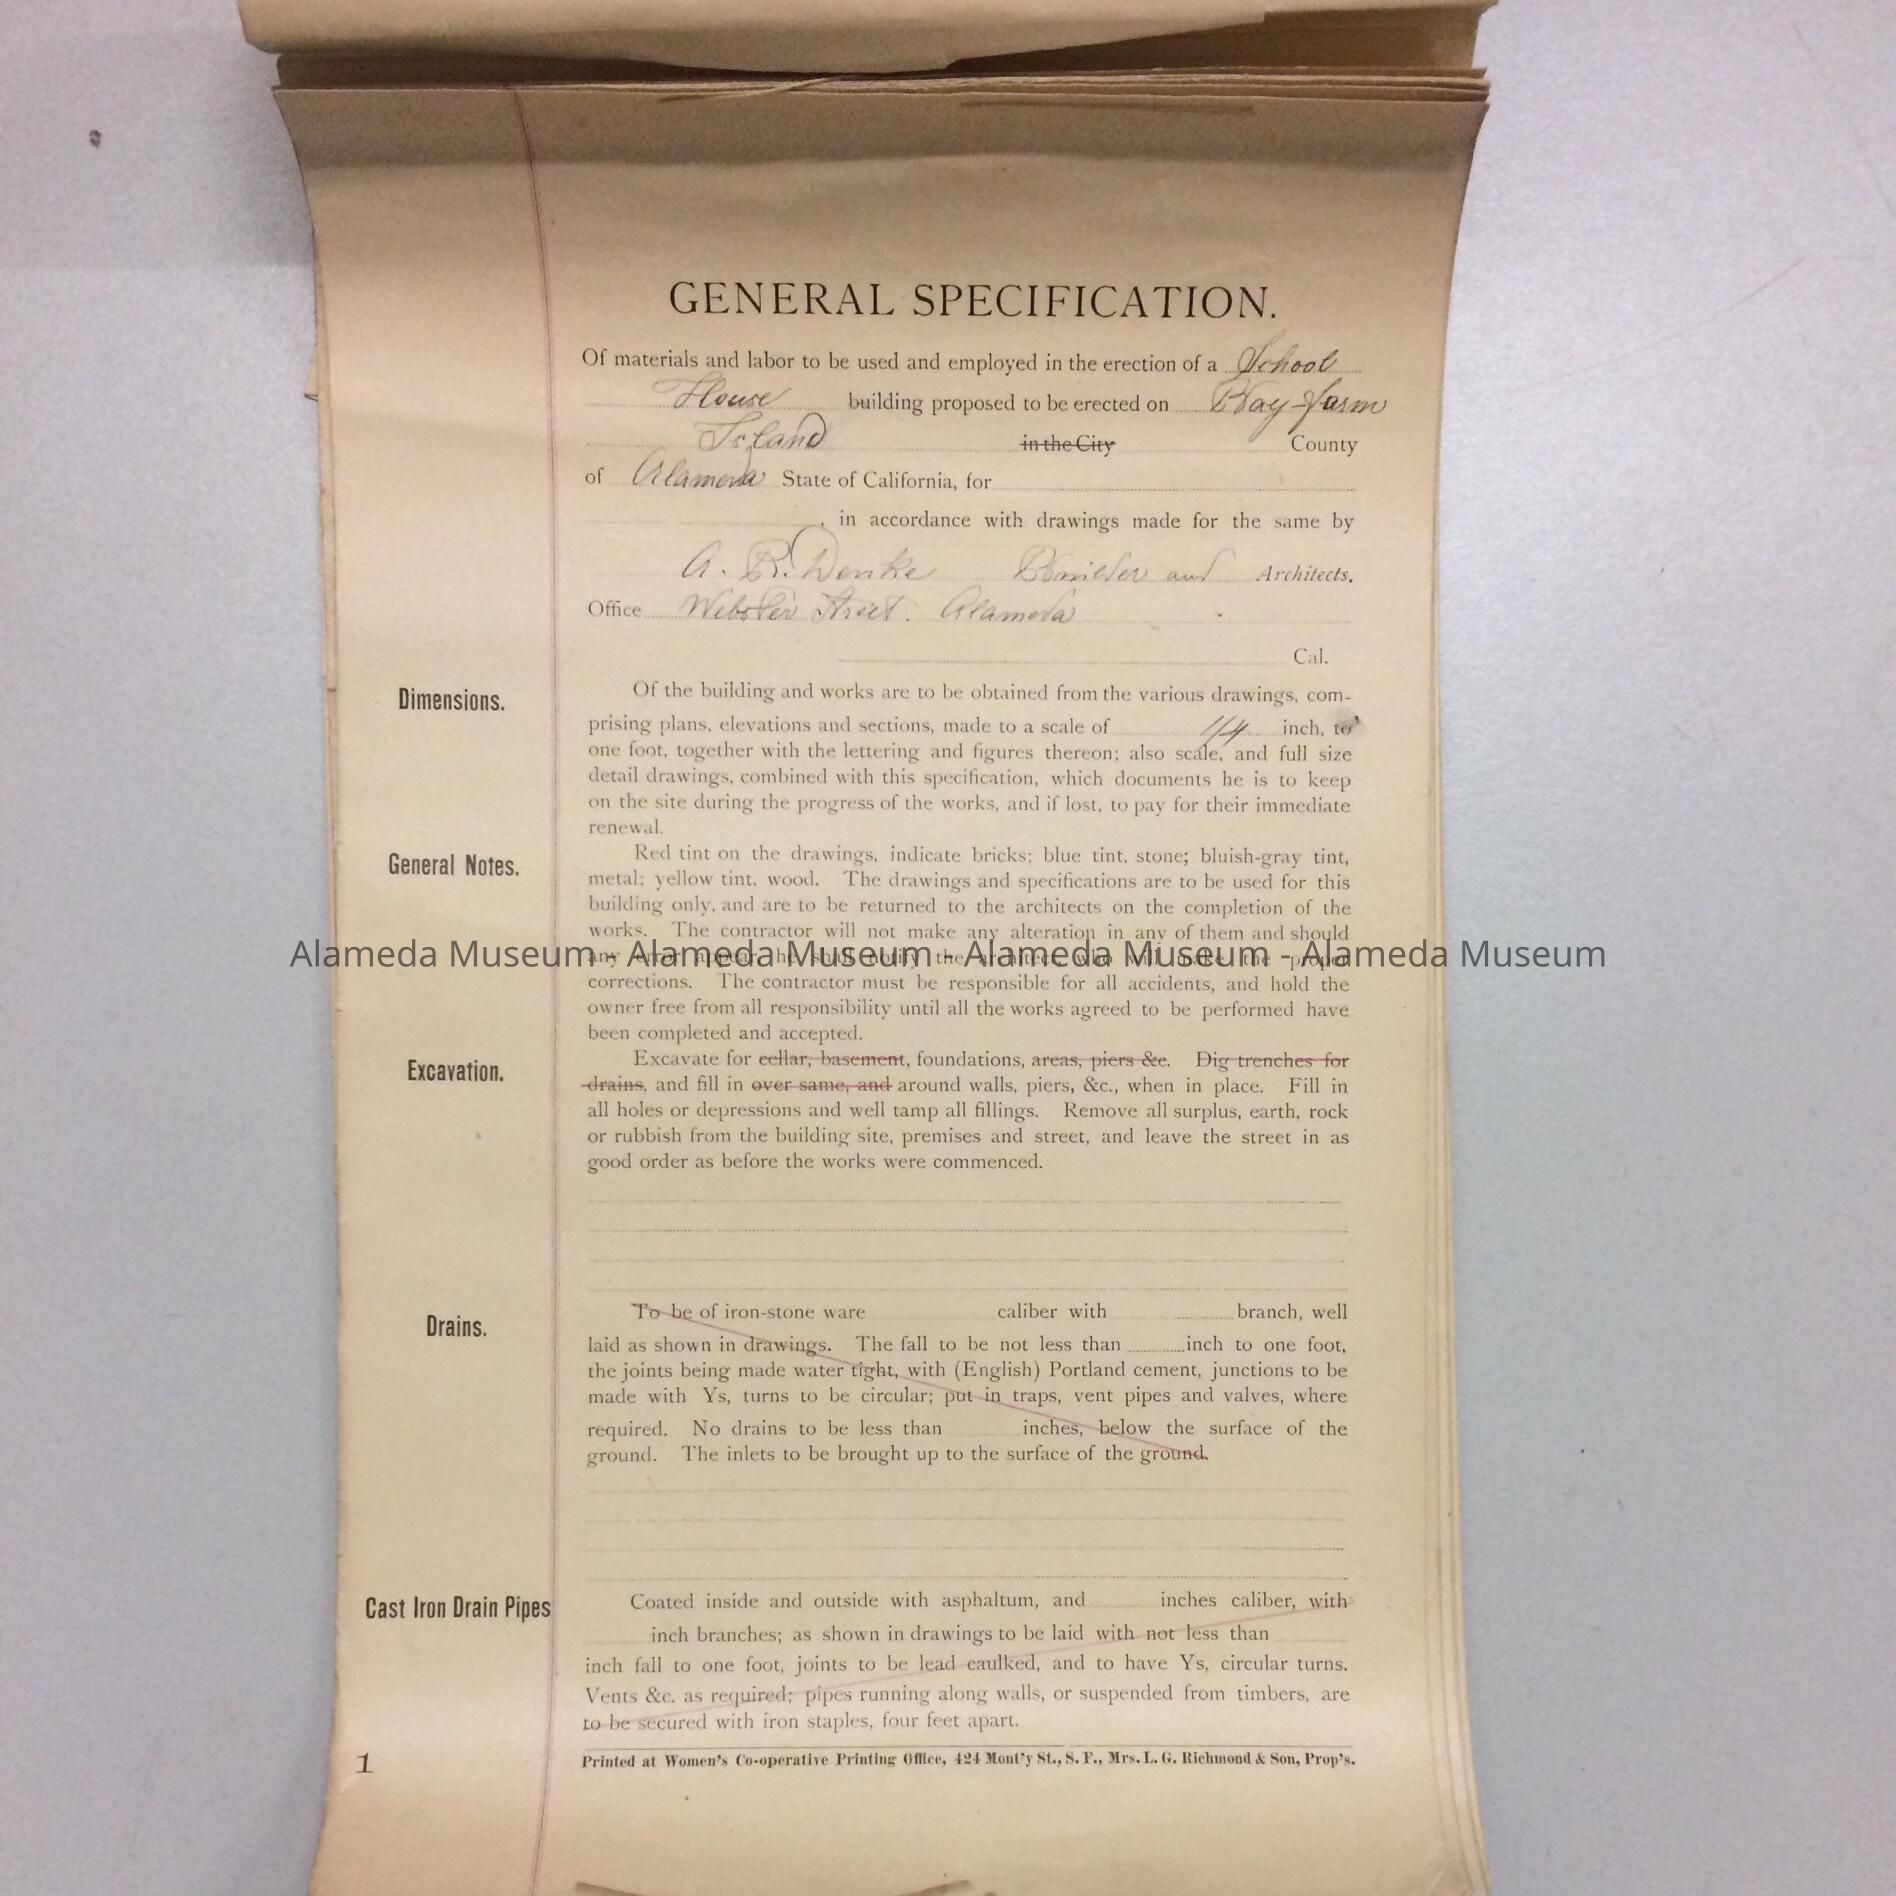 GENERAL SPECIFICATION.
Of materials and labor to be used and employed in the erection of a School
House building proposed to be erected on Bay-farm
Island in the City County
of Alameda State of California, for
, in accordance with drawings made for the same by
A. R. Denke Builder and Architects.
Office Webster Street. Alameda
Cal.
Dimensions.
Of the building and works are to be obtained from the various drawings, com-
prising plans, elevations and sections, made to a scale of 1/4 inch, to
one foot, together with the lettering and figures thereon; also scale, and full size
detail drawings, combined with this specification, which documents he is to keep
on the site during the progress of the works, and if lost, to pay for their immediate
renewal.
General Notes.
Red tint on the drawings, indicate bricks; blue tint, stone; bluish-gray tint,
metal; yellow tint, wood. The drawings and specifications are to be used for this
building only, and are to be returned to the architects on the completion of the
works. The contractor will not make any alteration in any of them and should
any error appear he shall notify the architect, who will make the proper
Alameda Museum - Alameda Museum - Alameda Museum - Alameda Museum
corrections. The contractor must be responsible for all accidents, and hold the
owner free from all responsibility until all the works agreed to be performed have
been completed and accepted.
Excavation.
Excavate for cellar, basement, foundations, areas, piers &c. Dig trenches for
drains, and fill in over same, and around walls, piers, &c., when in place. Fill in
all holes or depressions and well tamp all fillings. Remove all surplus, earth, rock
or rubbish from the building site, premises and street, and leave the street in as
good order as before the works were commenced.
Drains.
To be of iron-stone ware caliber with branch, well
laid as shown in drawings. The fall to be not less than inch to one foot,
the joints being made water tight, with (English) Portland cement, junctions to be
made with Ys, turns to be circular; put in traps, vent pipes and valves, where
required. No drains to be less than inches, below the surface of the
ground. The inlets to be brought up to the surface of the ground.
Cast Iron Drain Pipes
Coated inside and outside with asphaltum, and inches caliber, with
inch branches; as shown in drawings to be laid with not less than
inch fall to one foot, joints to be lead caulked, and to have Ys, circular turns.
Vents &c. as required; pipes running along walls, or suspended from timbers, are
to be secured with iron staples, four feet apart.
1
Printed at Women's Co-operative Printing Office, 424 Mont'y St., S. F., Mrs. L. G. Richmond & Son, Prop's.